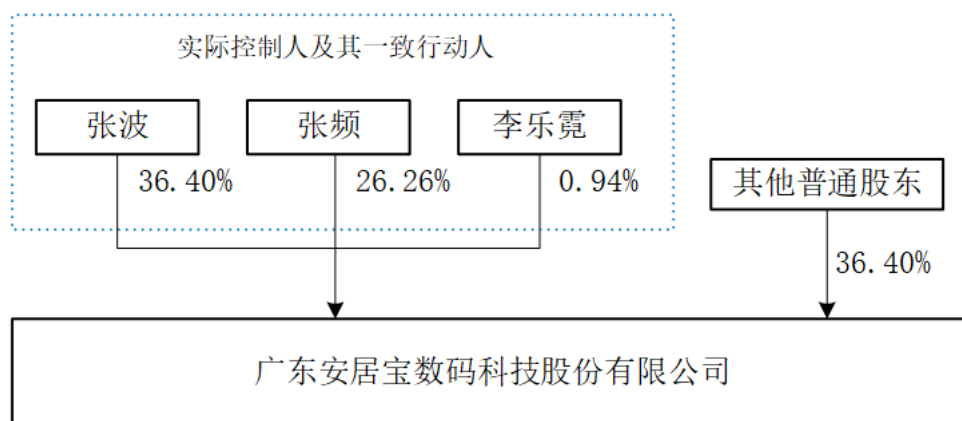 实际控制人及其一致行动人
张波
张频
李乐霓
36.40%
26.26%
0.94%
其他普通股东
36.40%
广东安居宝数码科技股份有限公司